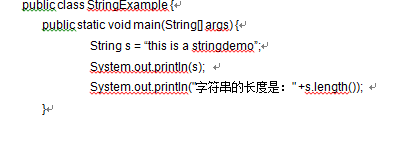 public class StringExample {
public static void main(String[] args) {
String s = “this is a stringdemo”;
System.out.println(s);
System.out.println("字符串的长度是：" +s.length());
}